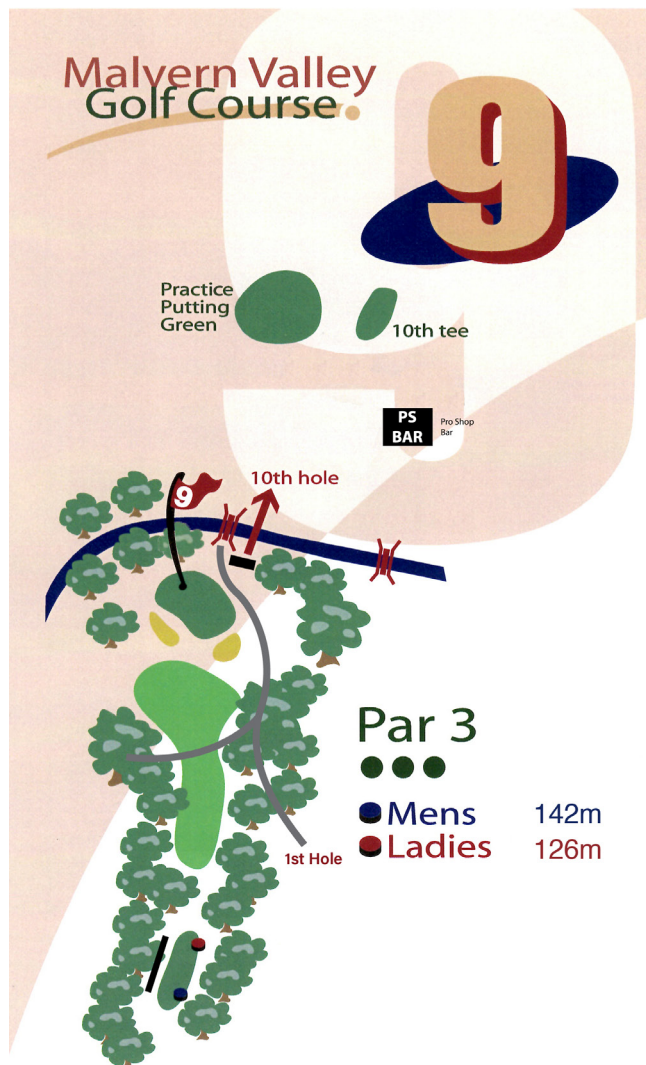 Malvern Valley
Golf Course
9
Practice
Putting
Green
10th tee
PS
BAR
Pro Shop
Bar
10th hole
9
Par 3
Mens 142m
Ladies 126m
1st Hole